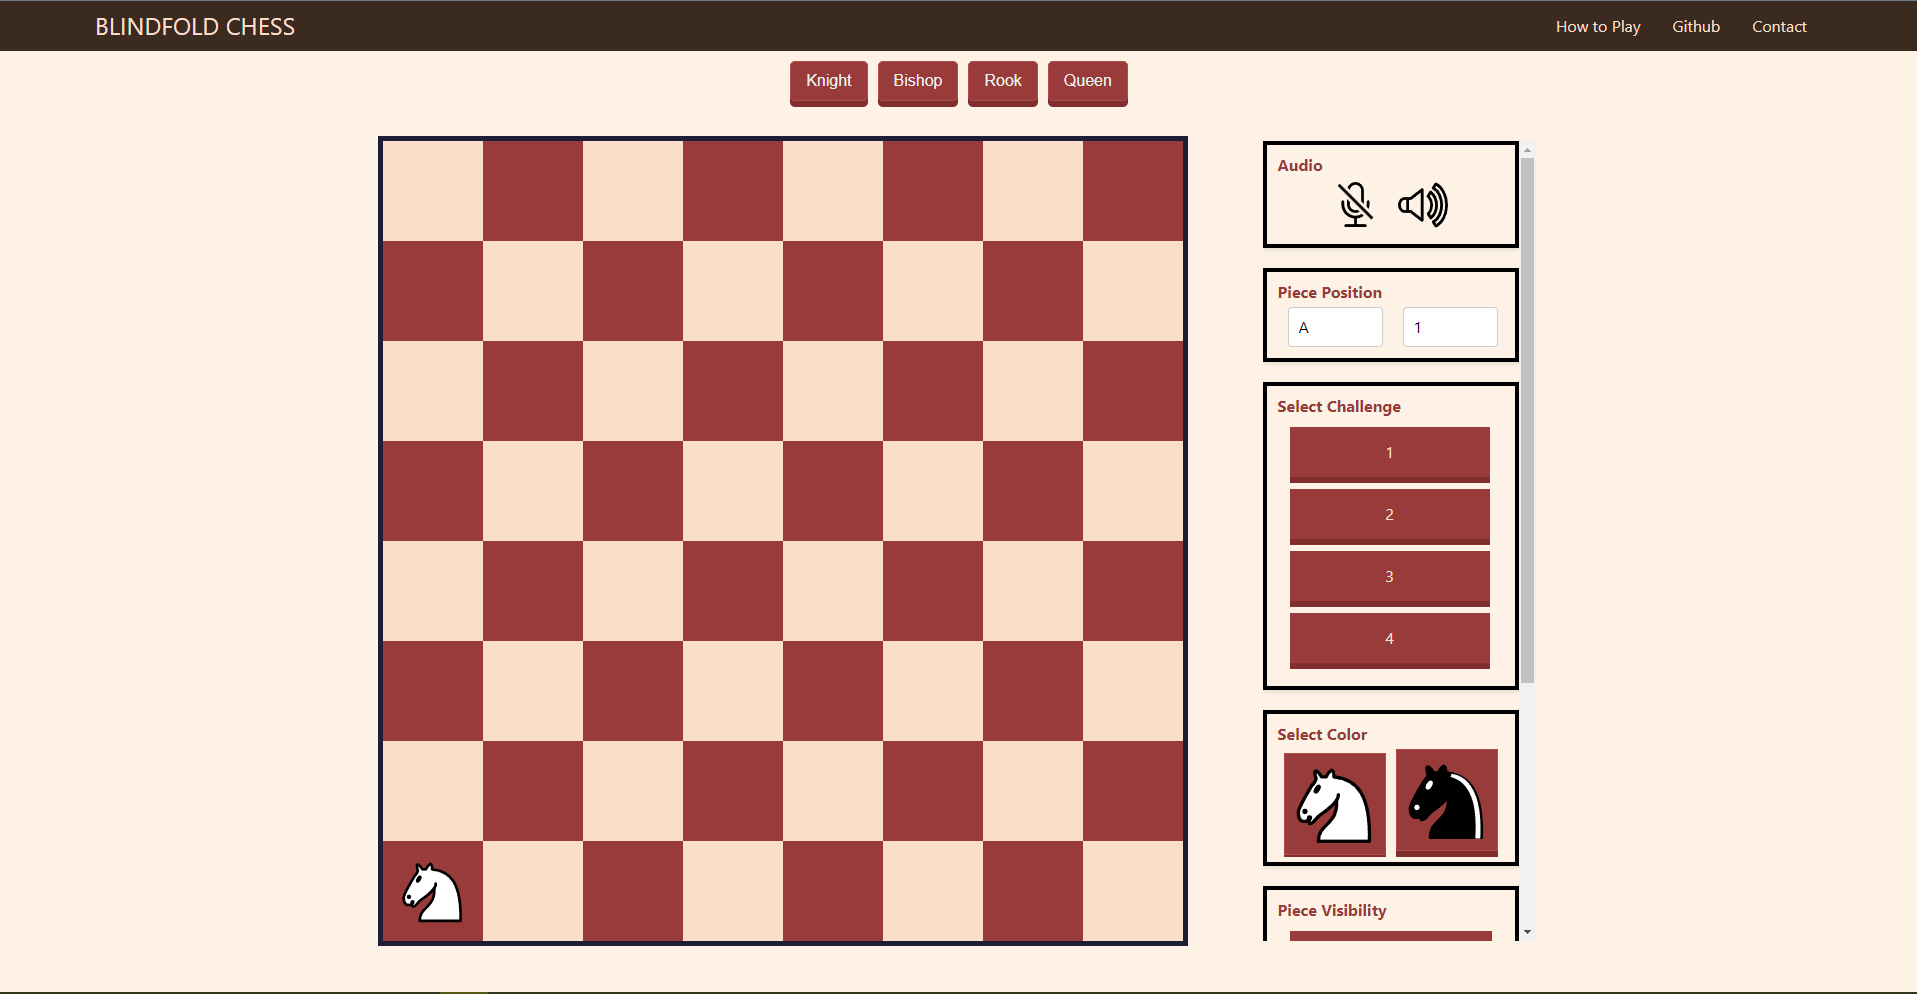 BLINDFOLD CHESS
How to Play Github Contact
Knight Bishop Rook Queen
Audio
Piece Position
A 1
Select Challenge
1
2
3
4
Select Color
Piece Visibility